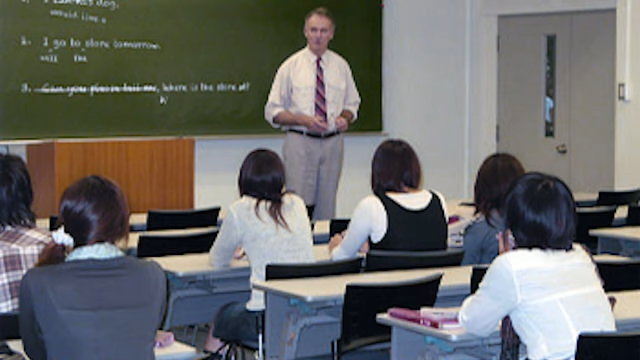 dog.
would like a
2. I go to store tomorrow.
will the
3. Can you please tell me, Where is the store at?